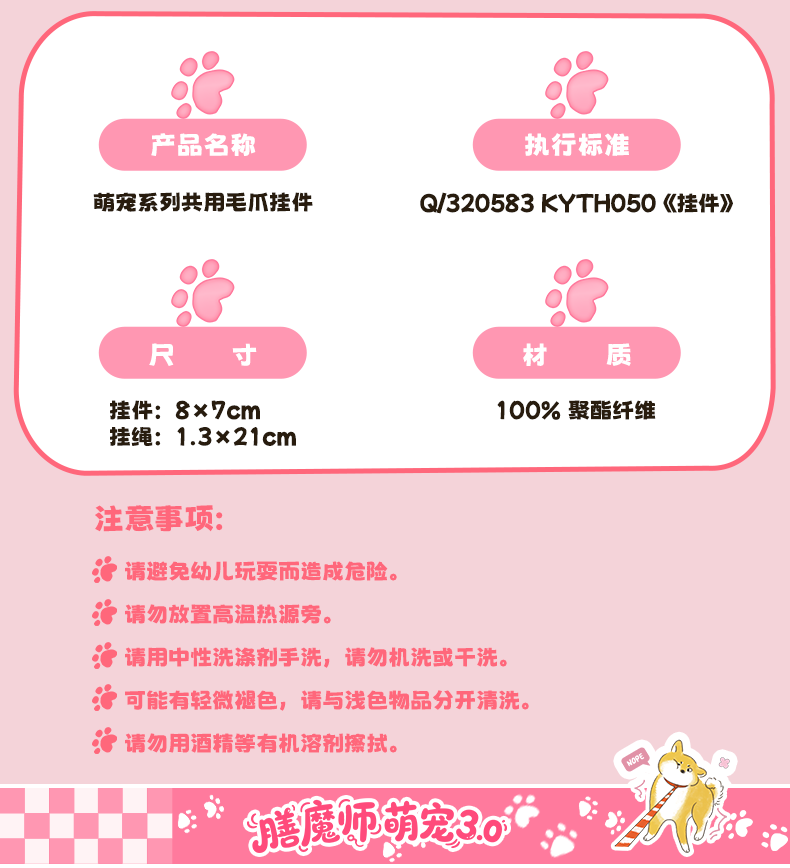 产品名称
执行标准
萌宠系列共用毛爪挂件
Q/320583 KYTH050《挂件》
尺 寸
材 质
挂件：8×7cm
挂绳：1.3×21cm
100% 聚酯纤维
注意事项：
请避免幼儿玩耍而造成危险。
请勿放置高温热源旁。
请用中性洗涤剂手洗，请勿机洗或干洗。
可能有轻微褪色，请与浅色物品分开清洗。
请勿用酒精等有机溶剂擦拭。
NOPE
膳魔师萌宠3.0